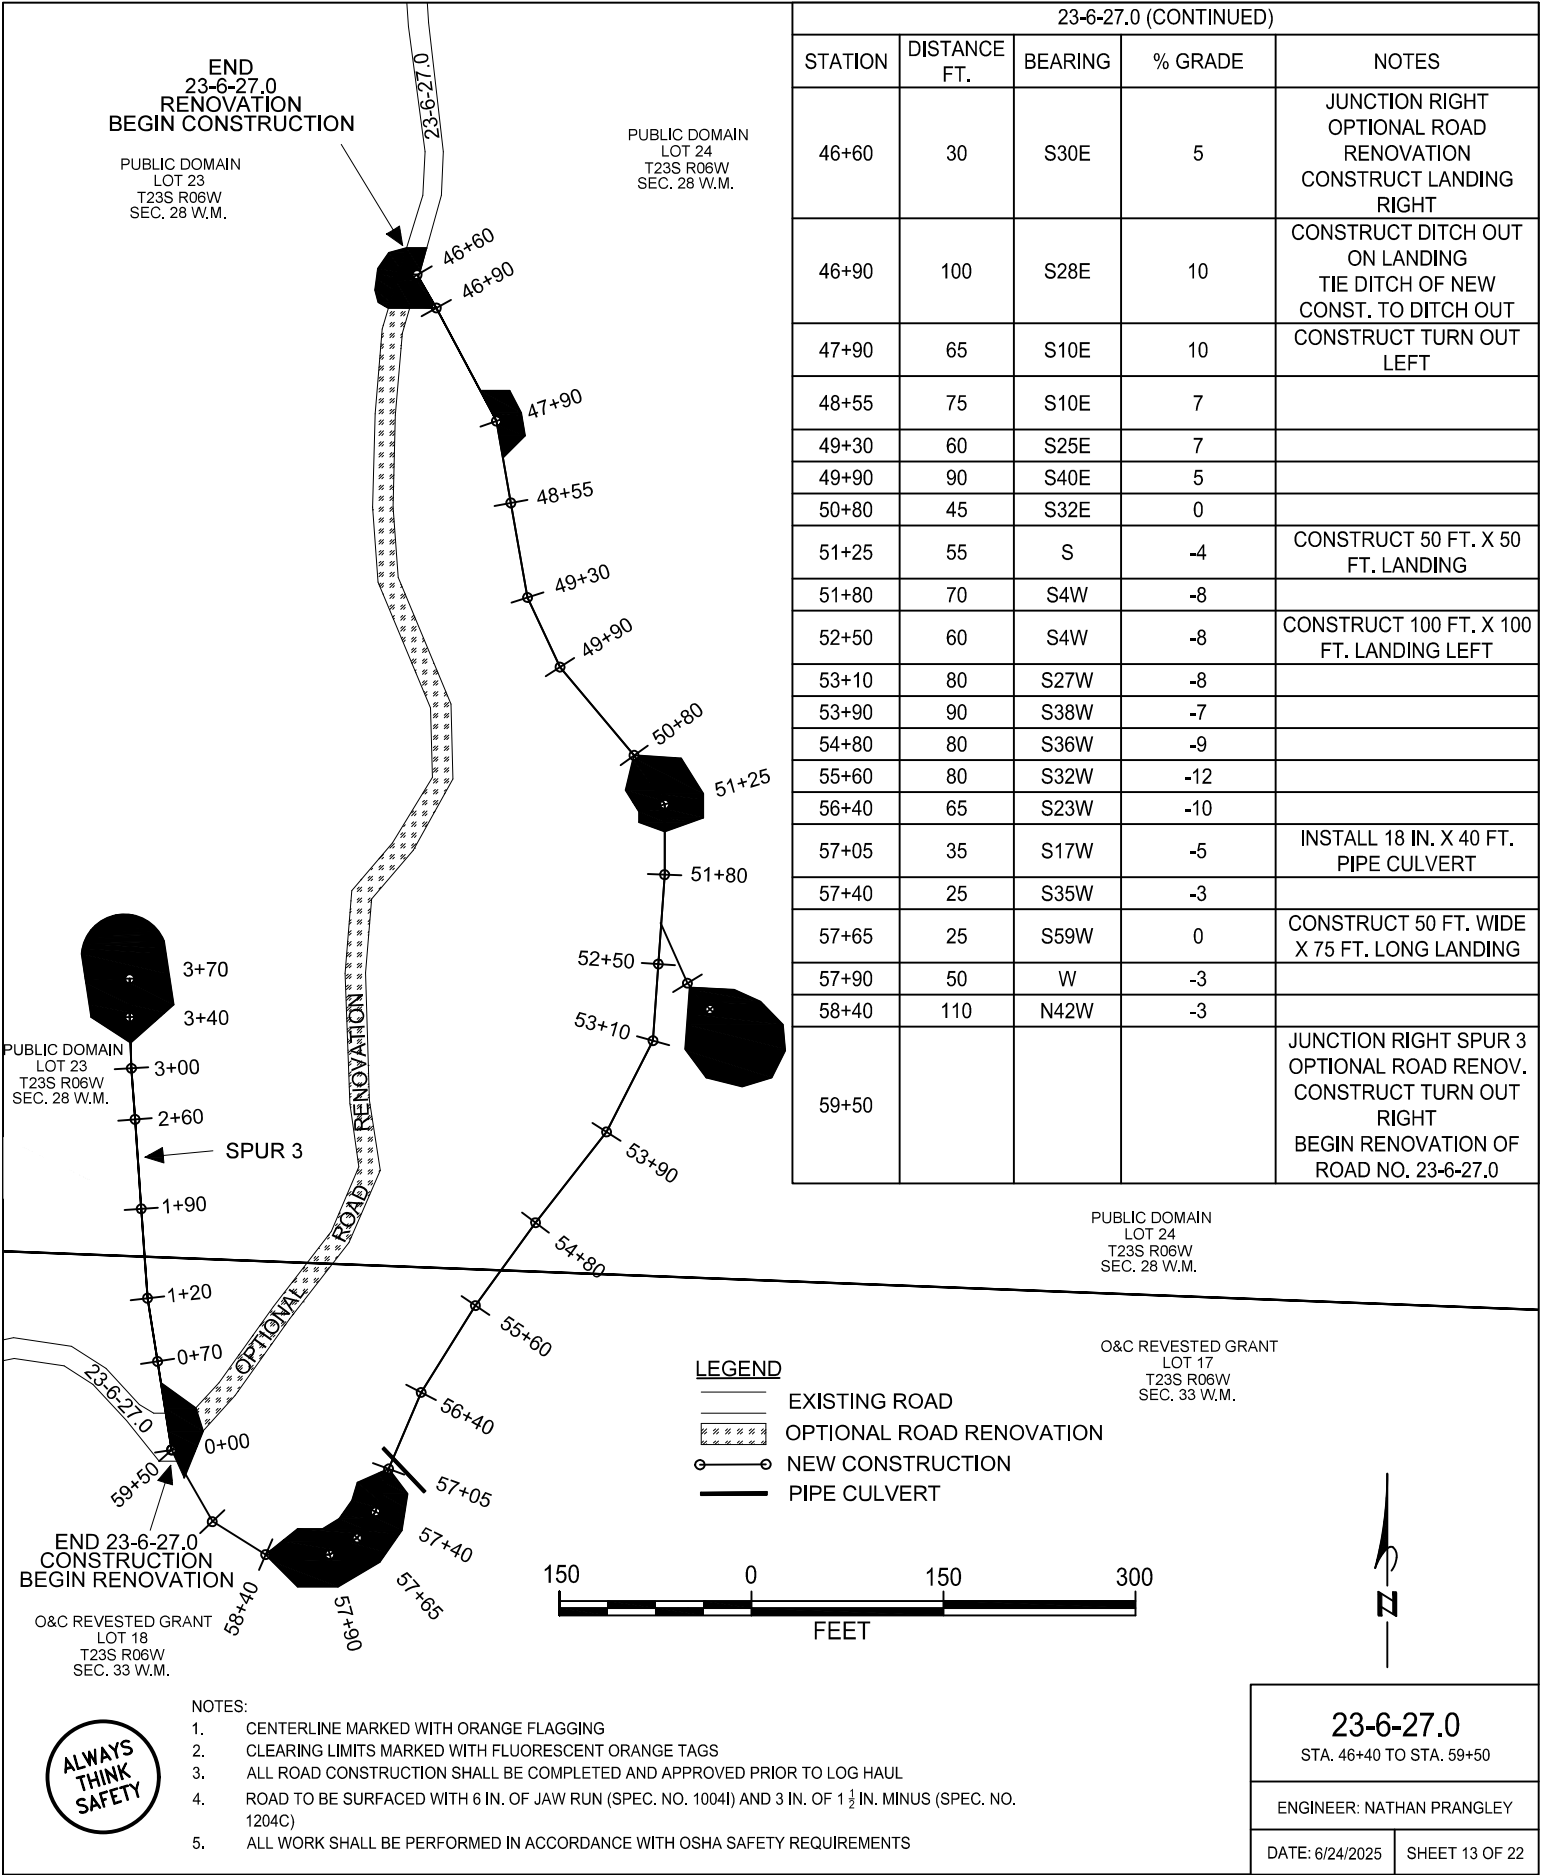 23-6-27.0 (CONTINUED)
STATION DISTANCE FT. BEARING % GRADE NOTES
46+60 30 S30E 5 JUNCTION RIGHT
OPTIONAL ROAD
RENOVATION
CONSTRUCT LANDING
RIGHT
46+90 100 S28E 10 CONSTRUCT DITCH OUT
ON LANDING
TIE DITCH OF NEW
CONST. TO DITCH OUT
47+90 65 S10E 10 CONSTRUCT TURN OUT
LEFT
48+55 75 S10E 7
49+30 60 S25E 7
49+90 90 S40E 5
50+80 45 S32E 0
51+25 55 S -4 CONSTRUCT 50 FT. X 50
FT. LANDING
51+80 70 S4W -8
52+50 60 S4W -8 CONSTRUCT 100 FT. X 100
FT. LANDING LEFT
53+10 80 S27W -8
53+90 90 S38W -7
54+80 80 S36W -9
55+60 80 S32W -12
56+40 65 S23W -10
57+05 35 S17W -5 INSTALL 18 IN. X 40 FT.
PIPE CULVERT
57+40 25 S35W -3
57+65 25 S59W 0 CONSTRUCT 50 FT. WIDE
X 75 FT. LONG LANDING
57+90 50 W -3
58+40 110 N42W -3
59+50 JUNCTION RIGHT SPUR 3
OPTIONAL ROAD RENOV.
CONSTRUCT TURN OUT
RIGHT
BEGIN RENOVATION OF
ROAD NO. 23-6-27.0
END
23-6-27.0
RENOVATION
BEGIN CONSTRUCTION
23-6-27.0
PUBLIC DOMAIN
LOT 23
T23S R06W
SEC. 28 W.M.
PUBLIC DOMAIN
LOT 24
T23S R06W
SEC. 28 W.M.
46+60
46+90
47+90
48+55
49+30
49+90
50+80
51+25
51+80
52+50
53+10
53+90
54+80
55+60
56+40
57+05
57+40
57+65
57+90
58+40
59+50
3+70
3+40
3+00
2+60
SPUR 3
1+90
1+20
0+70
0+00
PUBLIC DOMAIN
LOT 23
T23S R06W
SEC. 28 W.M.
OPTIONAL ROAD RENOVATION
23-6-27.0
END 23-6-27.0
CONSTRUCTION
BEGIN RENOVATION
O&C REVESTED GRANT
LOT 18
T23S R06W
SEC. 33 W.M.
PUBLIC DOMAIN
LOT 24
T23S R06W
SEC. 28 W.M.
O&C REVESTED GRANT
LOT 17
T23S R06W
SEC. 33 W.M.
LEGEND
EXISTING ROAD
OPTIONAL ROAD RENOVATION
NEW CONSTRUCTION
PIPE CULVERT
150 0 150 300
FEET
N
ALWAYS
THINK
SAFETY
NOTES:
1. CENTERLINE MARKED WITH ORANGE FLAGGING
2. CLEARING LIMITS MARKED WITH FLUORESCENT ORANGE TAGS
3. ALL ROAD CONSTRUCTION SHALL BE COMPLETED AND APPROVED PRIOR TO LOG HAUL
4. ROAD TO BE SURFACED WITH 6 IN. OF JAW RUN (SPEC. NO. 1004I) AND 3 IN. OF 1 1/2 IN. MINUS (SPEC. NO.
1204C)
5. ALL WORK SHALL BE PERFORMED IN ACCORDANCE WITH OSHA SAFETY REQUIREMENTS
23-6-27.0
STA. 46+40 TO STA. 59+50
ENGINEER: NATHAN PRANGLEY
DATE: 6/24/2025 SHEET 13 OF 22